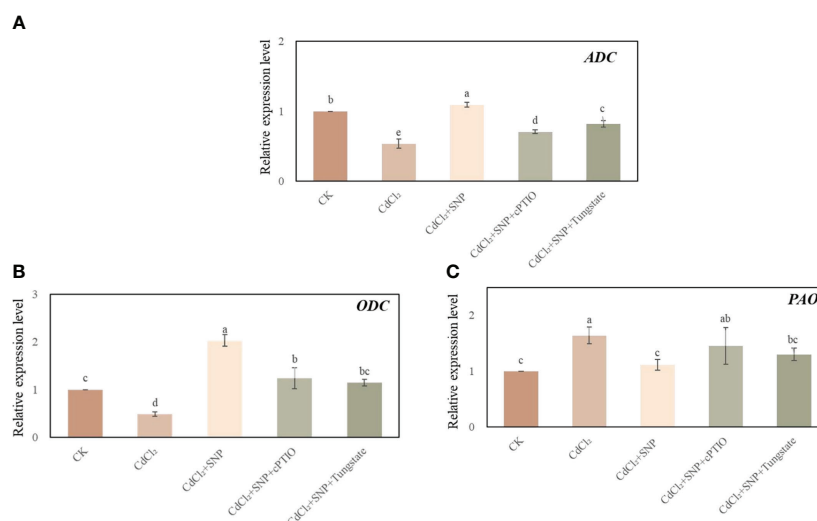 A
Relative expression level
2
1
0
ADC
b
e
a
d
c
CK
CdCl₂
CdCl₂+SNP
CdCl₂+SNP+cPTIO
CdCl₂+SNP+Tungstate
B
Relative expression level
3
2
1
0
ODC
c
d
a
b
bc
CK
CdCl₂
CdCl₂+SNP
CdCl₂+SNP+cPTIO
CdCl₂+SNP+Tungstate
C
Relative expression level
2
1
0
PAO
c
a
c
ab
bc
CK
CdCl₂
CdCl₂+SNP
CdCl₂+SNP+cPTIO
CdCl₂+SNP+Tungstate